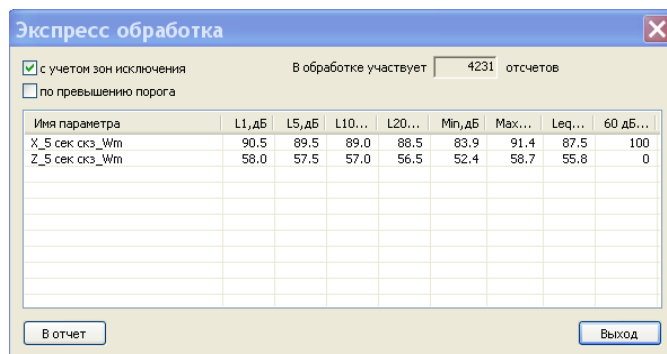 Экспресс обработка
с учетом зон исключения В обработке участвует 4231 отсчетов
по превышению порога
Имя параметра L1,дБ L5,дБ L10... L20... Min,дБ Max... Leq... 60 дБ...
X_5 сек скз_Wm 90.5 89.5 89.0 88.5 83.9 91.4 87.5 100
Z_5 сек скз_Wm 58.0 57.5 57.0 56.5 52.4 58.7 55.8 0
В отчет Выход